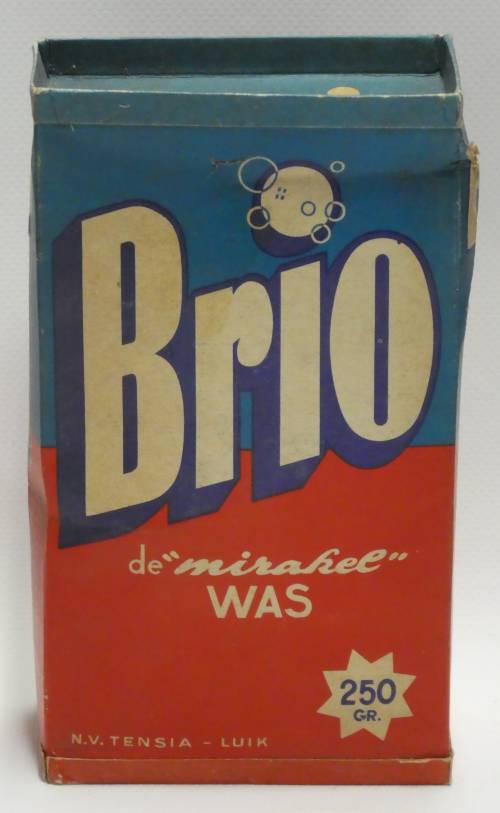 Brio
de "mirakel"
WAS
250
GR.
N.V. TENSIA - LUIK